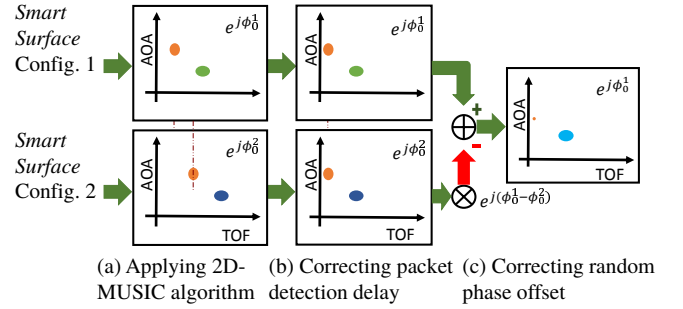 Smart
Surface
Config. 1
AOA
e^{jϕ_0^1}
AOA
e^{jϕ_0^1}
+
AOA
e^{jϕ_0^1}
TOF
Smart
Surface
Config. 2
AOA
e^{jϕ_0^2}
TOF
AOA
e^{jϕ_0^2}
TOF
-
e^{j(ϕ_0^1-ϕ_0^2)}
(a) Applying 2D-
MUSIC algorithm
(b) Correcting packet
detection delay
(c) Correcting random
phase offset